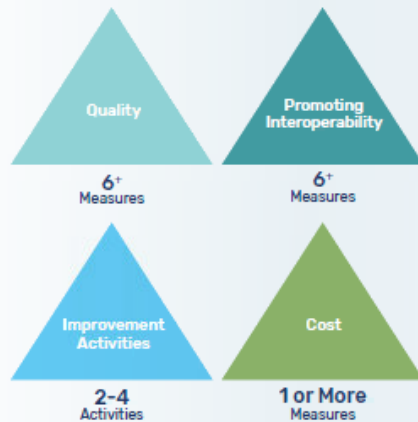 Quality
Promoting
Interoperability
6+
Measures
6+
Measures
Improvement
Activities
Cost
2-4
Activities
1 or More
Measures